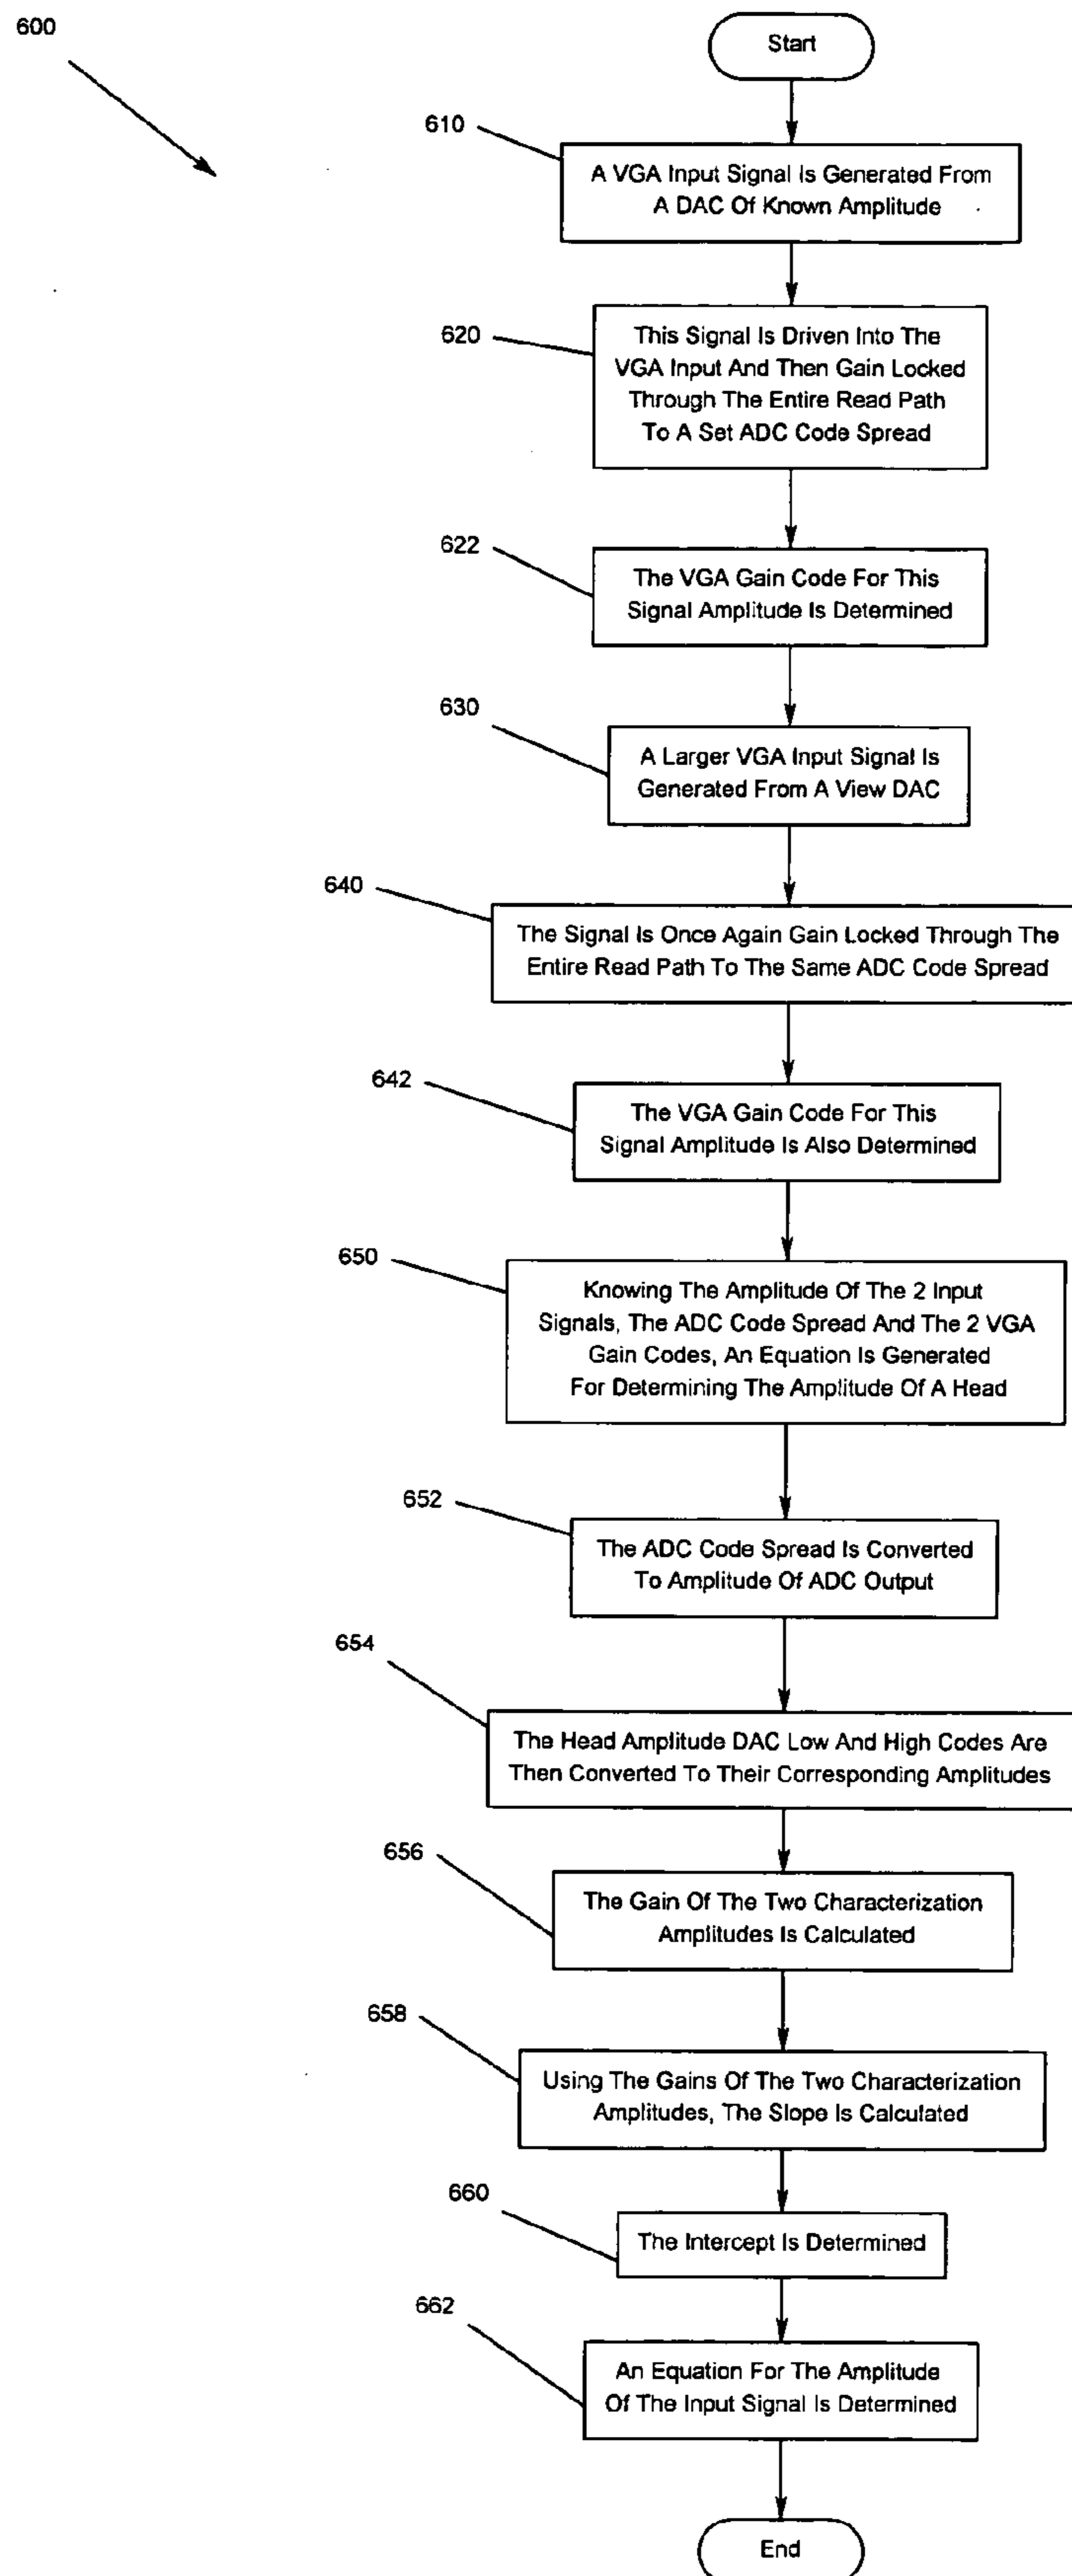 600
Start
610
A VGA Input Signal Is Generated From
A DAC Of Known Amplitude
620
This Signal Is Driven Into The
VGA Input And Then Gain Locked
Through The Entire Read Path
To A Set ADC Code Spread
622
The VGA Gain Code For This
Signal Amplitude Is Determined
630
A Larger VGA Input Signal Is
Generated From A View DAC
640
The Signal Is Once Again Gain Locked Through The
Entire Read Path To The Same ADC Code Spread
642
The VGA Gain Code For This
Signal Amplitude Is Also Determined
650
Knowing The Amplitude Of The 2 Input
Signals, The ADC Code Spread And The 2 VGA
Gain Codes, An Equation Is Generated
For Determining The Amplitude Of A Head
652
The ADC Code Spread Is Converted
To Amplitude Of ADC Output
654
The Head Amplitude DAC Low And High Codes Are
Then Converted To Their Corresponding Amplitudes
656
The Gain Of The Two Characterization
Amplitudes Is Calculated
658
Using The Gains Of The Two Characterization
Amplitudes, The Slope Is Calculated
660
The Intercept Is Determined
662
An Equation For The Amplitude
Of The Input Signal Is Determined
End